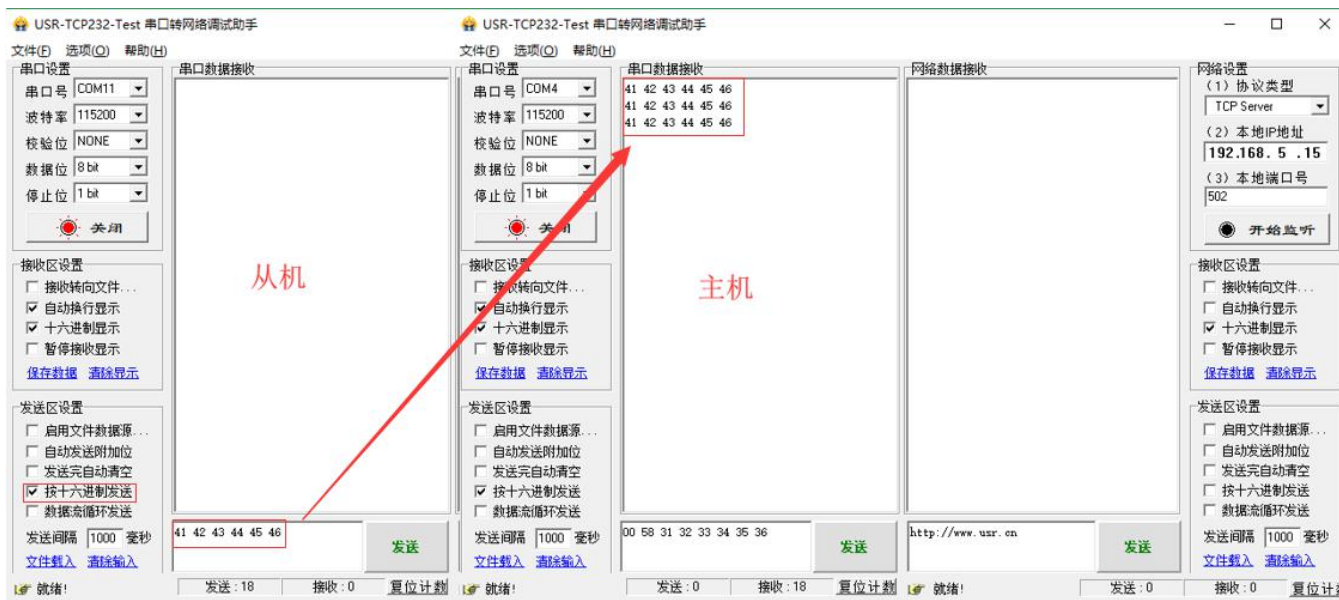 USR-TCP232-Test 串口转网络调试助手
文件(F) 选项(O) 帮助(H)
串口设置
串口号 COM11
波特率 115200
校验位 NONE
数据位 8 bit
停止位 1 bit
关闭
接收区设置
接收转向文件...
自动换行显示
十六进制显示
暂停接收显示
保存数据 清除显示
发送区设置
启用文件数据源...
自动发送附加位
发送完自动清空
按十六进制发送
数据流循环发送
发送间隔 1000 毫秒
文件载入 清除输入
串口数据接收
从机
41 42 43 44 45 46
发送
就绪! 发送:18 接收:0 复位计数
USR-TCP232-Test 串口转网络调试助手
文件(F) 选项(O) 帮助(H)
串口设置
串口号 COM4
波特率 115200
校验位 NONE
数据位 8 bit
停止位 1 bit
关闭
接收区设置
接收转向文件...
自动换行显示
十六进制显示
暂停接收显示
保存数据 清除显示
发送区设置
启用文件数据源...
自动发送附加位
发送完自动清空
按十六进制发送
数据流循环发送
发送间隔 1000 毫秒
文件载入 清除输入
串口数据接收
41 42 43 44 45 46
41 42 43 44 45 46
41 42 43 44 45 46
主机
00 58 31 32 33 34 35 36
发送
就绪! 发送:0 接收:18 复位计数
网络数据接收
http://www.usr.cn
发送
就绪! 发送:0 接收:0 复位计
网络设置
(1) 协议类型
TCP Server
(2) 本地IP地址
192.168. 5 .15
(3) 本地端口号
502
开始监听
接收区设置
接收转向文件...
自动换行显示
十六进制显示
暂停接收显示
保存数据 清除显示
发送区设置
启用文件数据源...
自动发送附加位
发送完自动清空
按十六进制发送
数据流循环发送
发送间隔 1000 毫秒
文件载入 清除输入